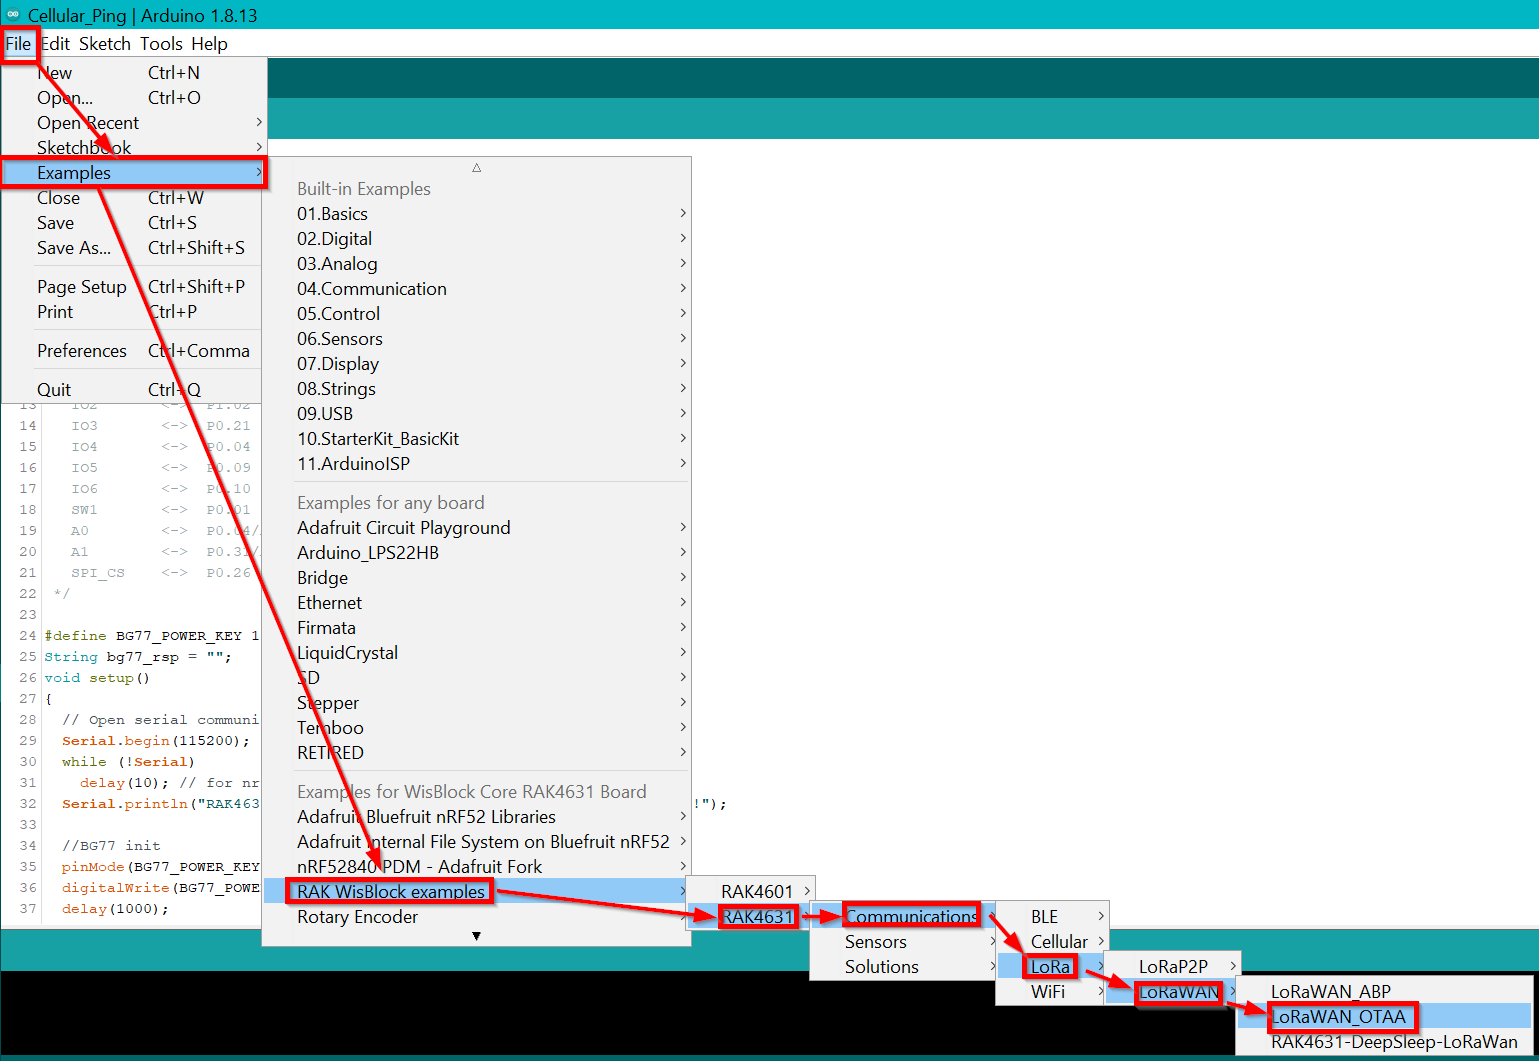 Cellular_Ping | Arduino 1.8.13
File Edit Sketch Tools Help
New Ctrl+N
Open... Ctrl+O
Open Recent
Sketchbook
Examples
Close Ctrl+W
Save Ctrl+S
Save As... Ctrl+Shift+S
Page Setup Ctrl+Shift+P
Print Ctrl+P
Preferences Ctrl+Comma
Quit Ctrl+Q
Built-in Examples
01.Basics
02.Digital
03.Analog
04.Communication
05.Control
06.Sensors
07.Display
08.Strings
09.USB
10.StarterKit_BasicKit
11.ArduinoISP
Examples for any board
Adafruit Circuit Playground
Arduino_LPS22HB
Bridge
Ethernet
Firmata
LiquidCrystal
SD
Stepper
Temboo
RETIRED
Examples for WisBlock Core RAK4631 Board
Adafruit Bluefruit nRF52 Libraries
Adafruit Internal File System on Bluefruit nRF52
nRF52840 PDM - Adafruit Fork
RAK WisBlock examples
Rotary Encoder
RAK4601
RAK4631
Communications
Sensors
Solutions
BLE
Cellular
LoRa
WiFi
LoRaP2P
LoRaWAN
LoRaWAN_ABP
LoRaWAN_OTAA
RAK4631-DeepSleep-LoRaWan
13 IO2 <-> P1.02
14 IO3 <-> P0.21
15 IO4 <-> P0.04
16 IO5 <-> P0.09
17 IO6 <-> P0.10
18 SW1 <-> P0.01
19 A0 <-> P0.04/
20 A1 <-> P0.31/
21 SPI_CS <-> P0.26
22 */
23
24 #define BG77_POWER_KEY 1
25 String bg77_rsp = "";
26 void setup()
27 {
28 // Open serial communi
29 Serial.begin(115200);
30 while (!Serial)
31 delay(10); // for nr
32 Serial.println("RAK463 !");
33
34 //BG77 init
35 pinMode(BG77_POWER_KEY
36 digitalWrite(BG77_POWE
37 delay(1000);